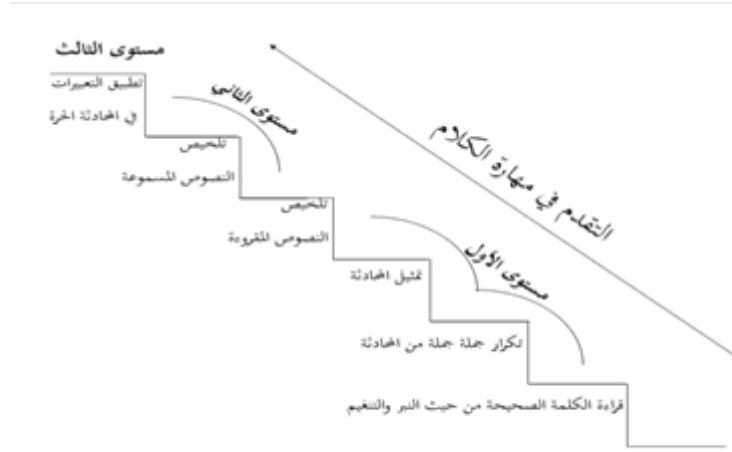 مستوى الثالث
تطبيق التعبيرات
في المحادثة الحرة
مستوى الثاني
تلخيص
النصوص المسموعة
تلخيص
النصوص المقروءة
التقدم في مهارة الكلام
مستوى الأول
تمثيل المحادثة
تكرار جملة جملة من المحادثة
قراءة الكلمة الصحيحة من حيث النبر والتنغيم